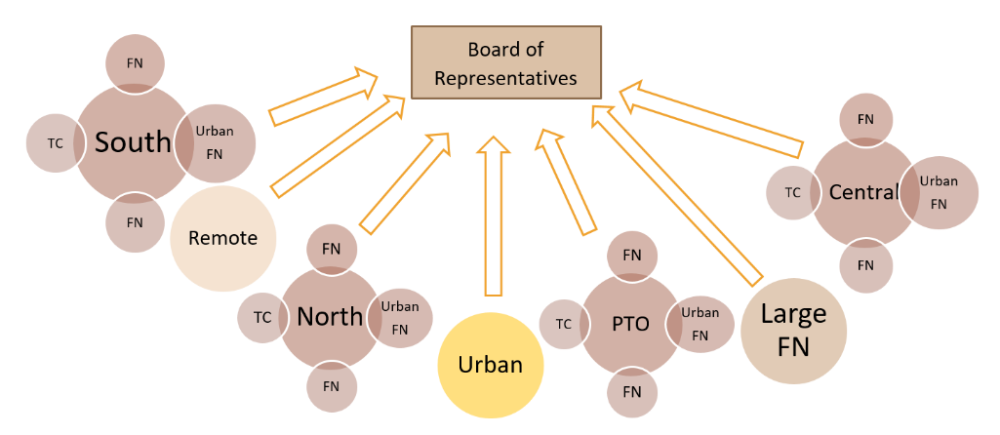 Board of
Representatives
FN
South
TC
Urban
FN
FN
Remote
FN
North
TC
Urban
FN
FN
Urban
FN
PTO
TC
Urban
FN
FN
Large
FN
FN
Central
TC
Urban
FN
FN